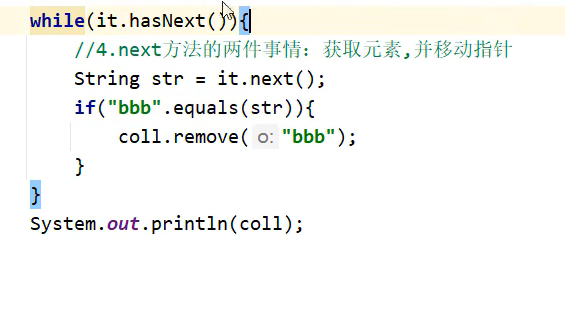 while(it.hasNext()){
//4.next方法的两件事情：获取元素,并移动指针
String str = it.next();
if("bbb".equals(str)){
coll.remove( o: "bbb");
}
}
System.out.println(coll);